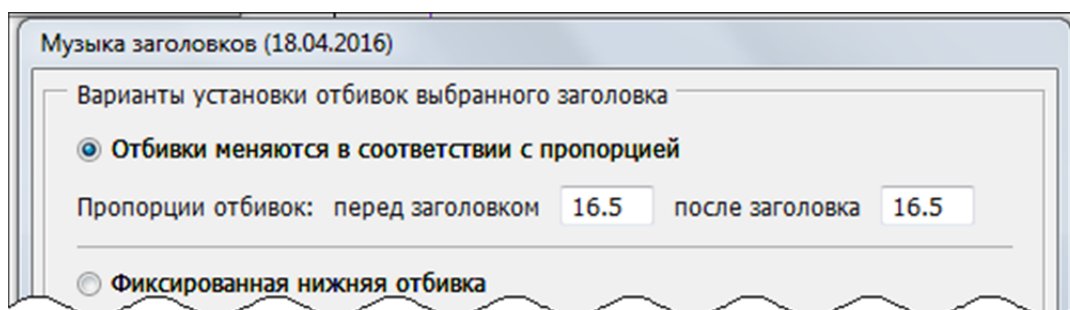 Музыка заголовков (18.04.2016)
Варианты установки отбивок выбранного заголовка
Отбивки меняются в соответствии с пропорцией
Пропорции отбивок: перед заголовком 16.5 после заголовка 16.5
Фиксированная нижняя отбивка